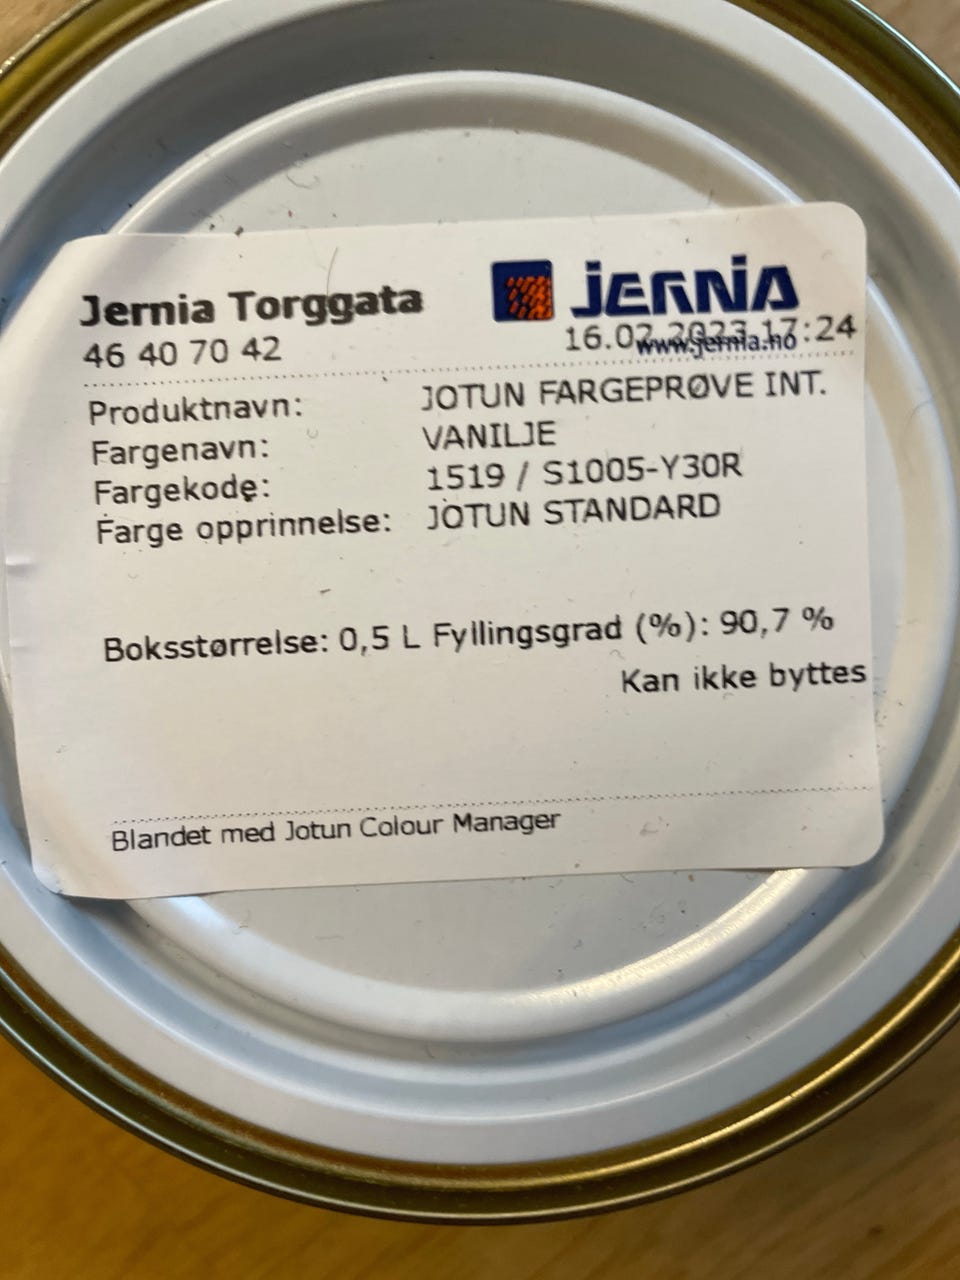 Jernia Torggata
JERNIA
46 40 70 42
16.02.2023 17:24
www.jernia.no
Produktnavn: JOTUN FARGEPRØVE INT.
Fargenavn: VANILJE
Fargekode: 1519 / S1005-Y30R
Farge opprinnelse: JOTUN STANDARD
Boksstørrelse: 0,5 L Fyllingsgrad (%): 90,7 %
Kan ikke byttes
Blandet med Jotun Colour Manager